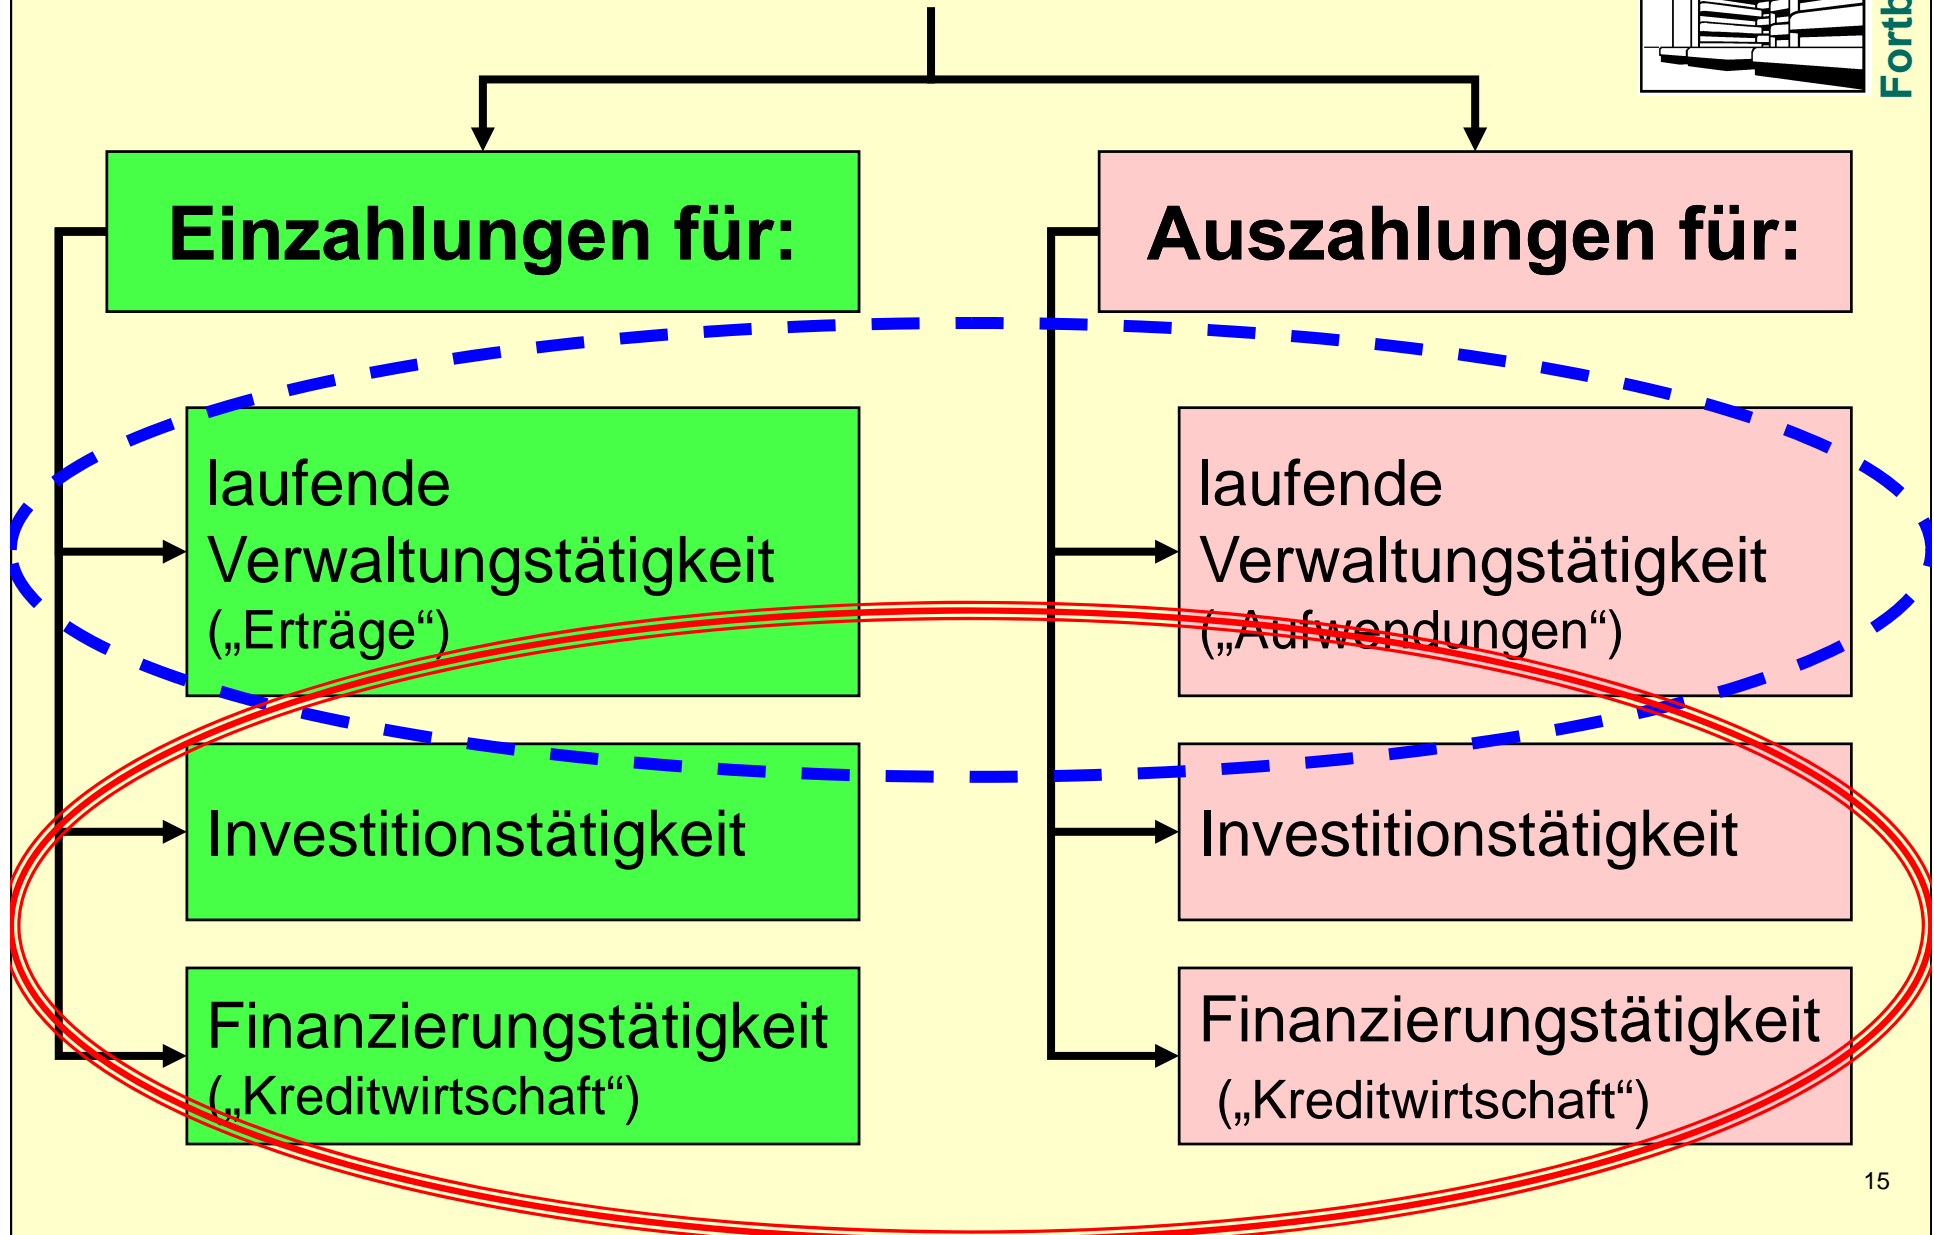 Einzahlungen für:
laufende
Verwaltungstätigkeit
(„Erträge“)
Investitionstätigkeit
Finanzierungstätigkeit
(„Kreditwirtschaft“)
Auszahlungen für:
laufende
Verwaltungstätigkeit
(„Aufwendungen“)
Investitionstätigkeit
Finanzierungstätigkeit
(„Kreditwirtschaft“)
15